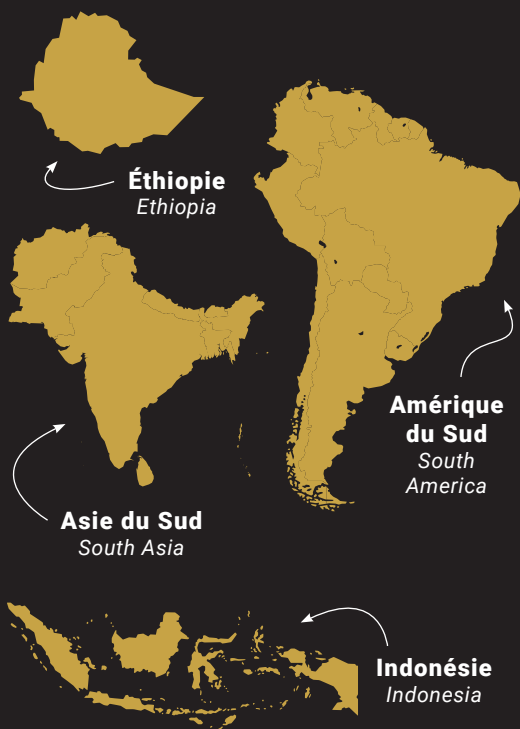 Éthiopie
Ethiopia
Amérique
du Sud
South
America
Asie du Sud
South Asia
Indonésie
Indonesia